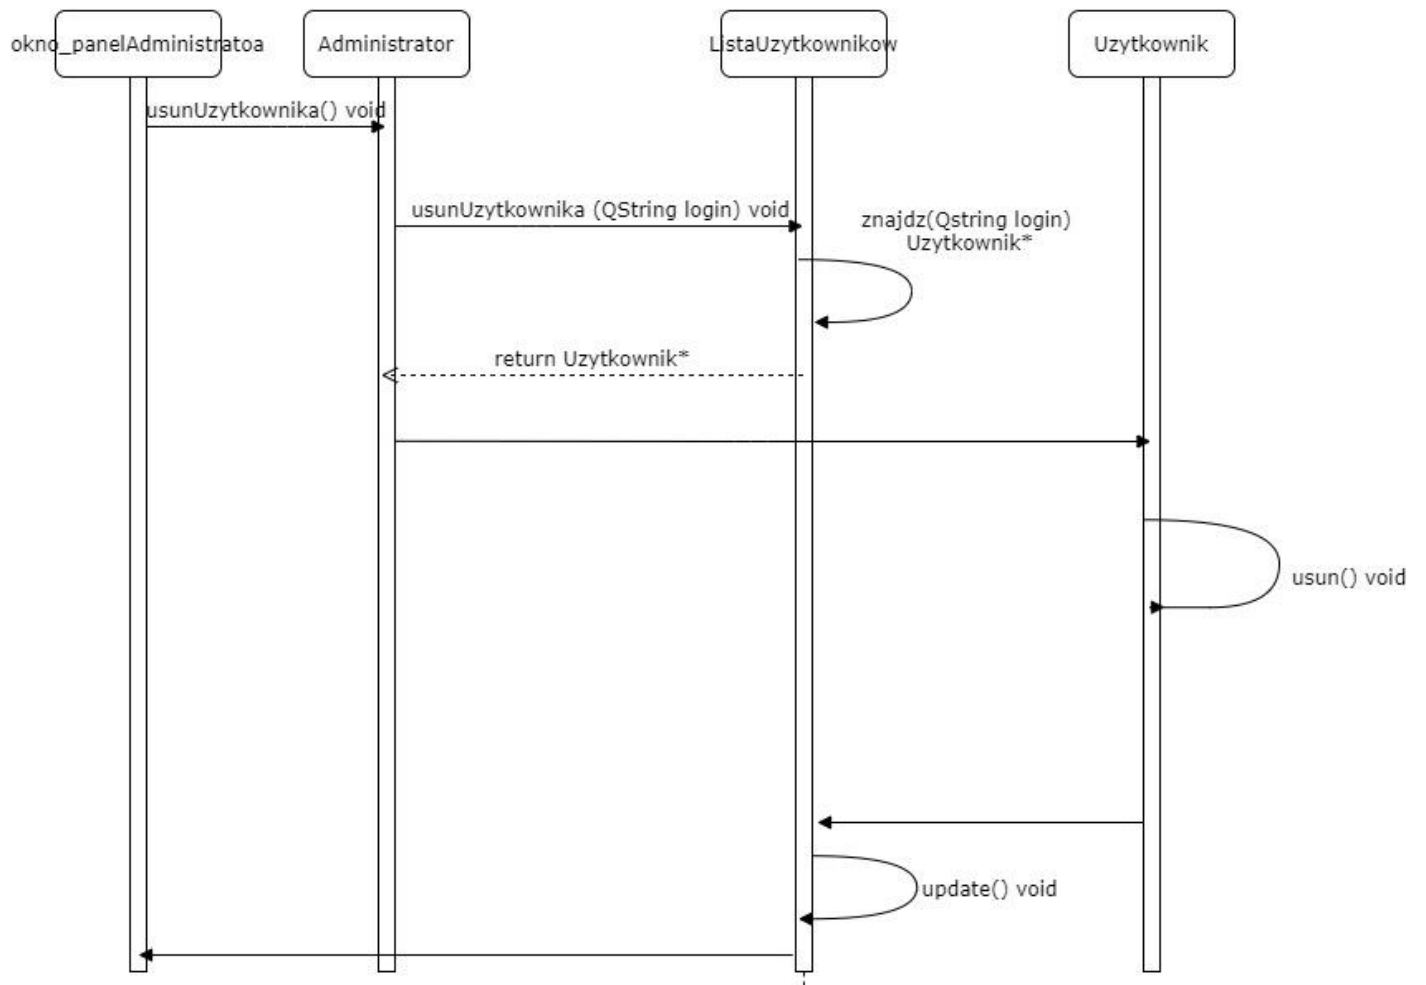 okno_panelAdministratoa
Administrator
ListaUzytkownikow
Uzytkownik
usunUzytkownika() void
usunUzytkownika (QString login) void
znajdz(Qstring login)
Uzytkownik*
return Uzytkownik*
usun() void
update() void